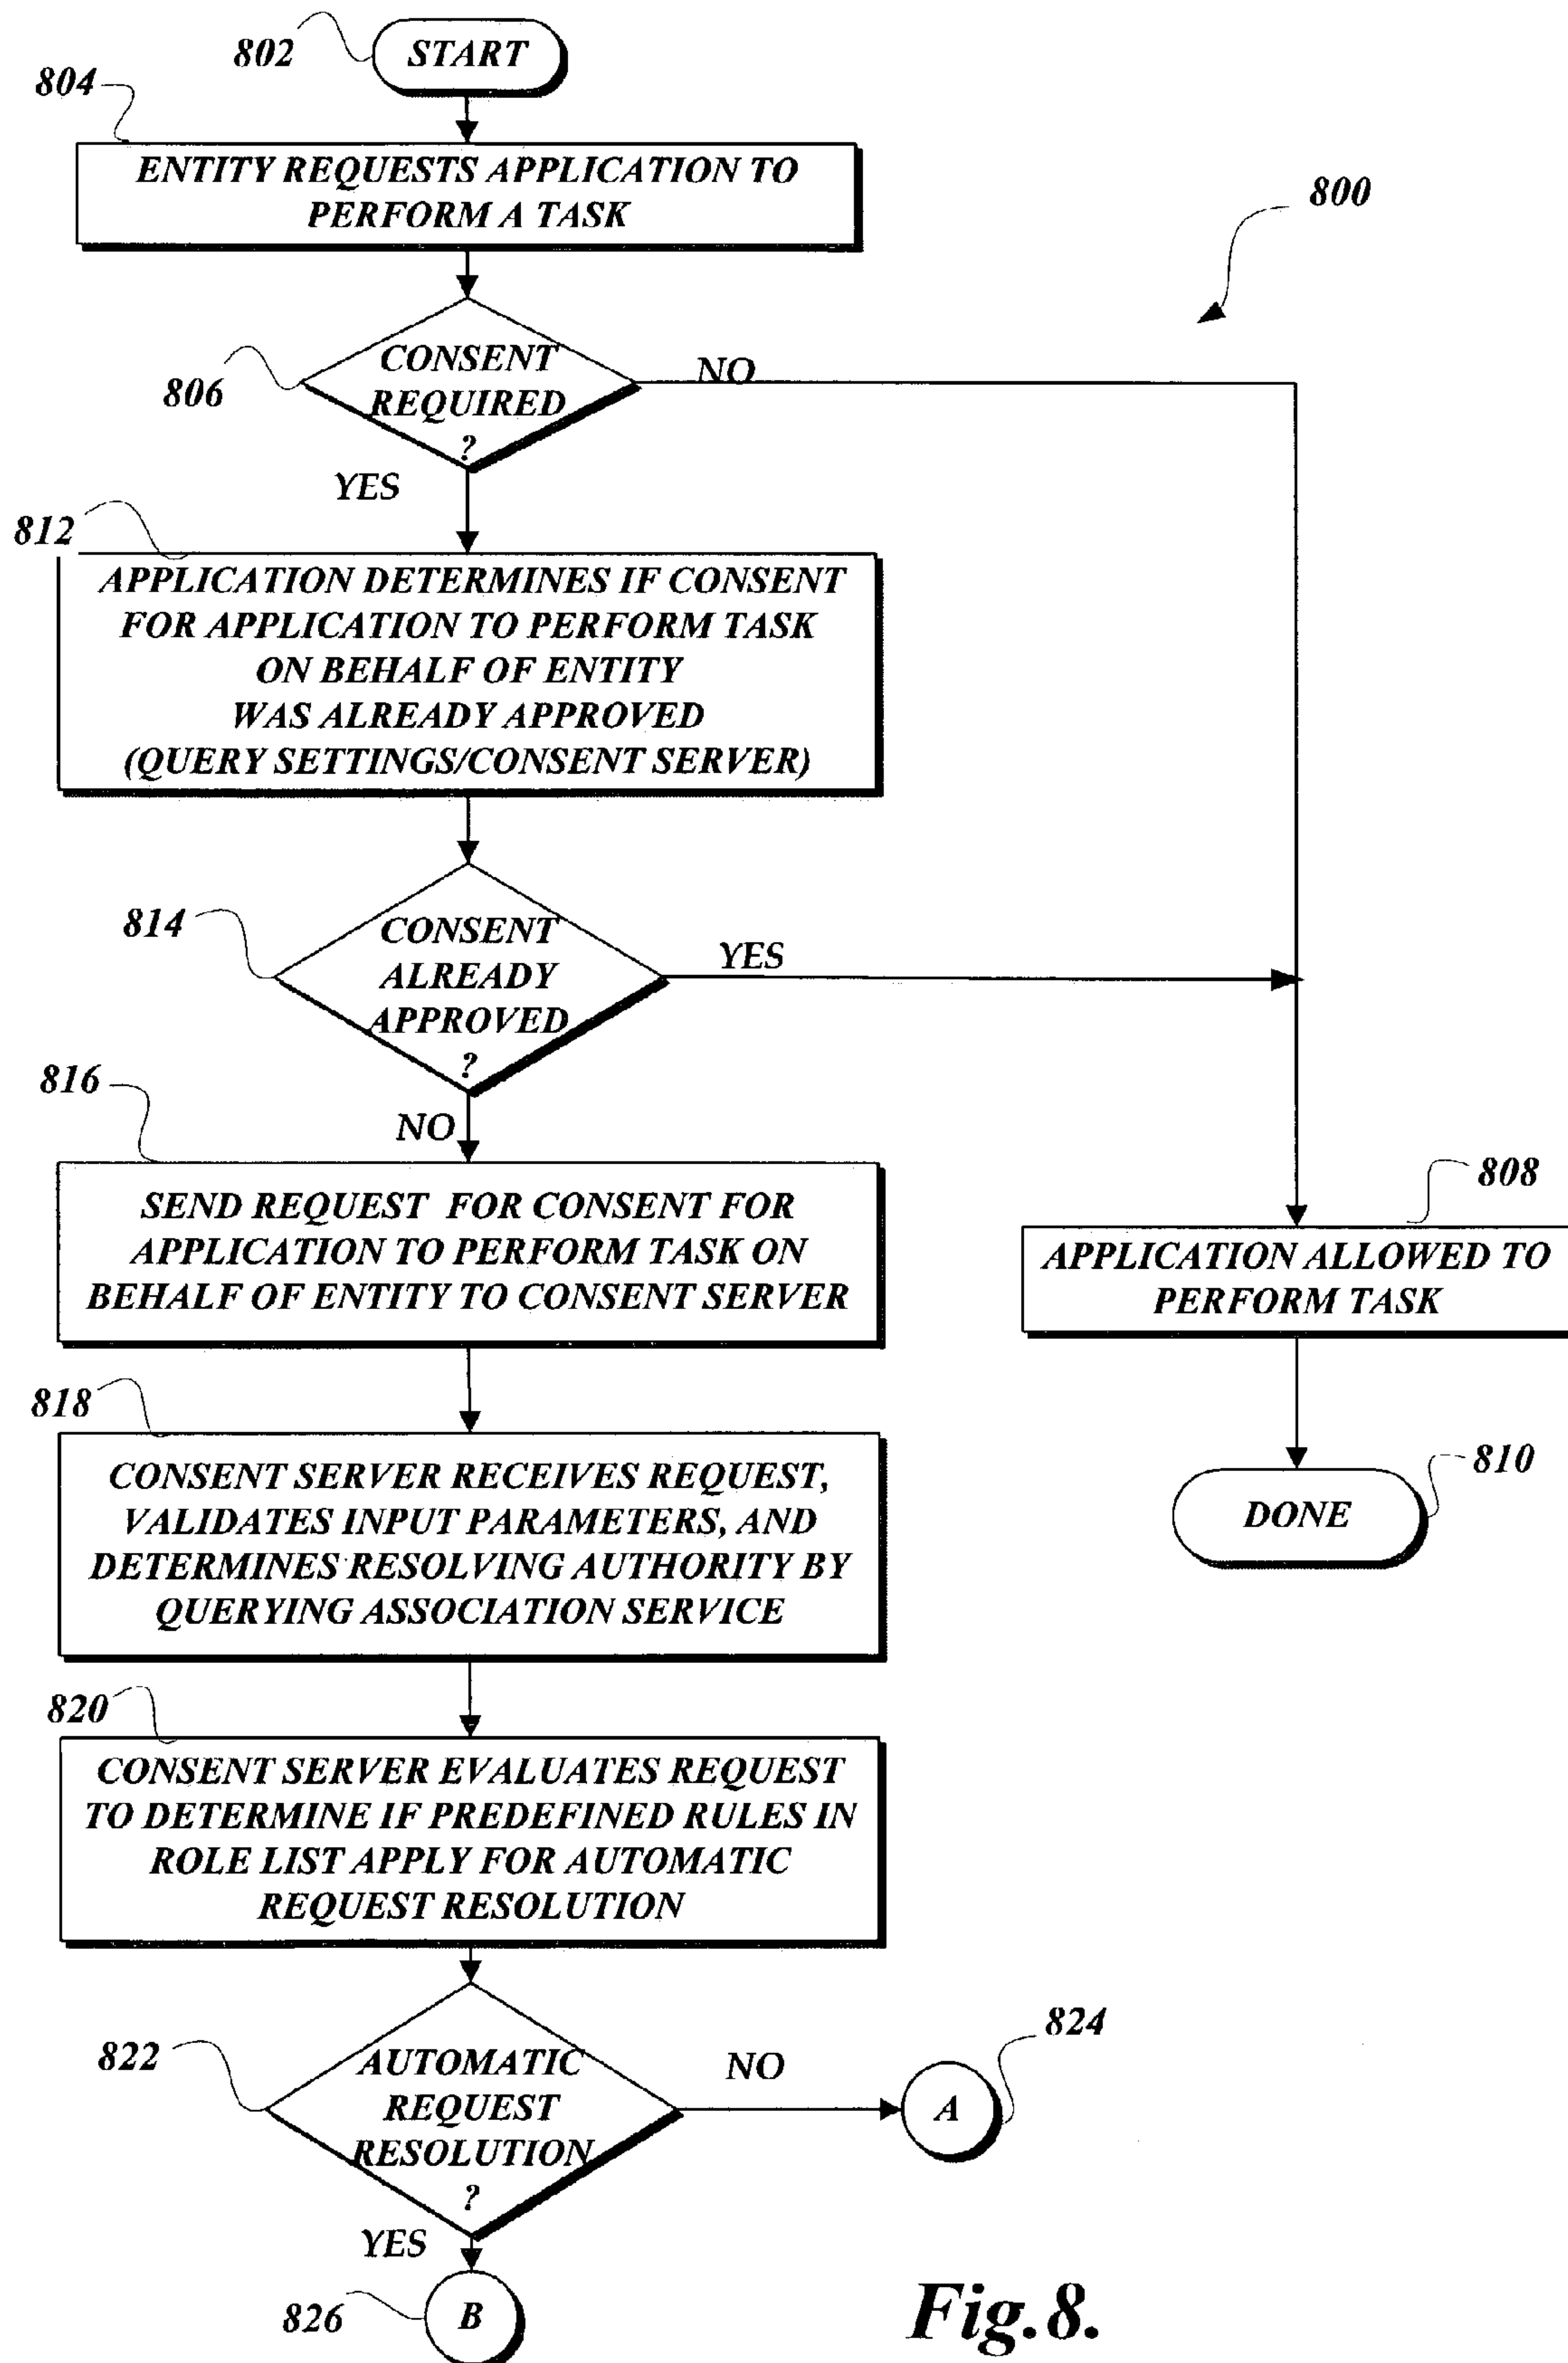 802
START
804
ENTITY REQUESTS APPLICATION TO
PERFORM A TASK
800
806
CONSENT
REQUIRED
?
NO
YES
812
APPLICATION DETERMINES IF CONSENT
FOR APPLICATION TO PERFORM TASK
ON BEHALF OF ENTITY
WAS ALREADY APPROVED
(QUERY SETTINGS/CONSENT SERVER)
814
CONSENT
ALREADY
APPROVED
?
YES
NO
816
SEND REQUEST FOR CONSENT FOR
APPLICATION TO PERFORM TASK ON
BEHALF OF ENTITY TO CONSENT SERVER
808
APPLICATION ALLOWED TO
PERFORM TASK
818
CONSENT SERVER RECEIVES REQUEST,
VALIDATES INPUT PARAMETERS, AND
DETERMINES RESOLVING AUTHORITY BY
QUERYING ASSOCIATION SERVICE
810
DONE
820
CONSENT SERVER EVALUATES REQUEST
TO DETERMINE IF PREDEFINED RULES IN
ROLE LIST APPLY FOR AUTOMATIC
REQUEST RESOLUTION
822
AUTOMATIC
REQUEST
RESOLUTION
?
NO
824
A
YES
826
B
Fig.8.